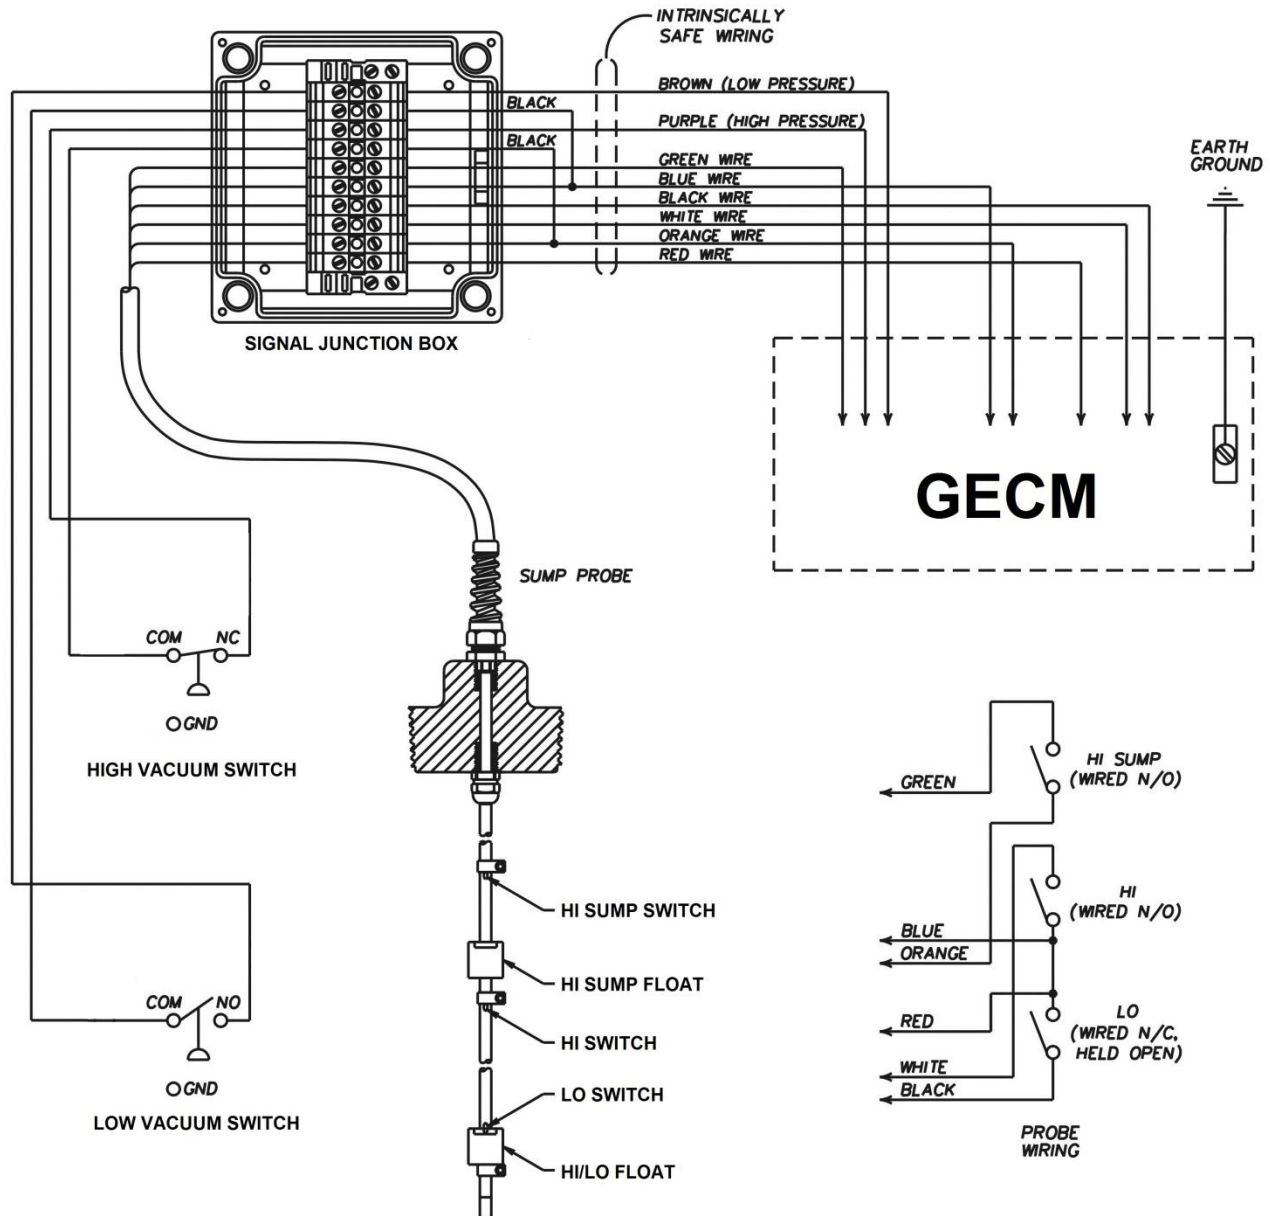 INTRINSICALLY
SAFE WIRING
BROWN (LOW PRESSURE)
BLACK
PURPLE (HIGH PRESSURE)
BLACK
GREEN WIRE
BLUE WIRE
BLACK WIRE
WHITE WIRE
ORANGE WIRE
RED WIRE
EARTH
GROUND
SIGNAL JUNCTION BOX
GECM
SUMP PROBE
COM NC
GND
HIGH VACUUM SWITCH
COM NO
GND
LOW VACUUM SWITCH
HI SUMP SWITCH
HI SUMP FLOAT
HI SWITCH
LO SWITCH
HI/LO FLOAT
GREEN
HI SUMP
(WIRED N/O)
HI
(WIRED N/O)
BLUE
ORANGE
RED
LO
(WIRED N/C,
HELD OPEN)
WHITE
BLACK
PROBE
WIRING